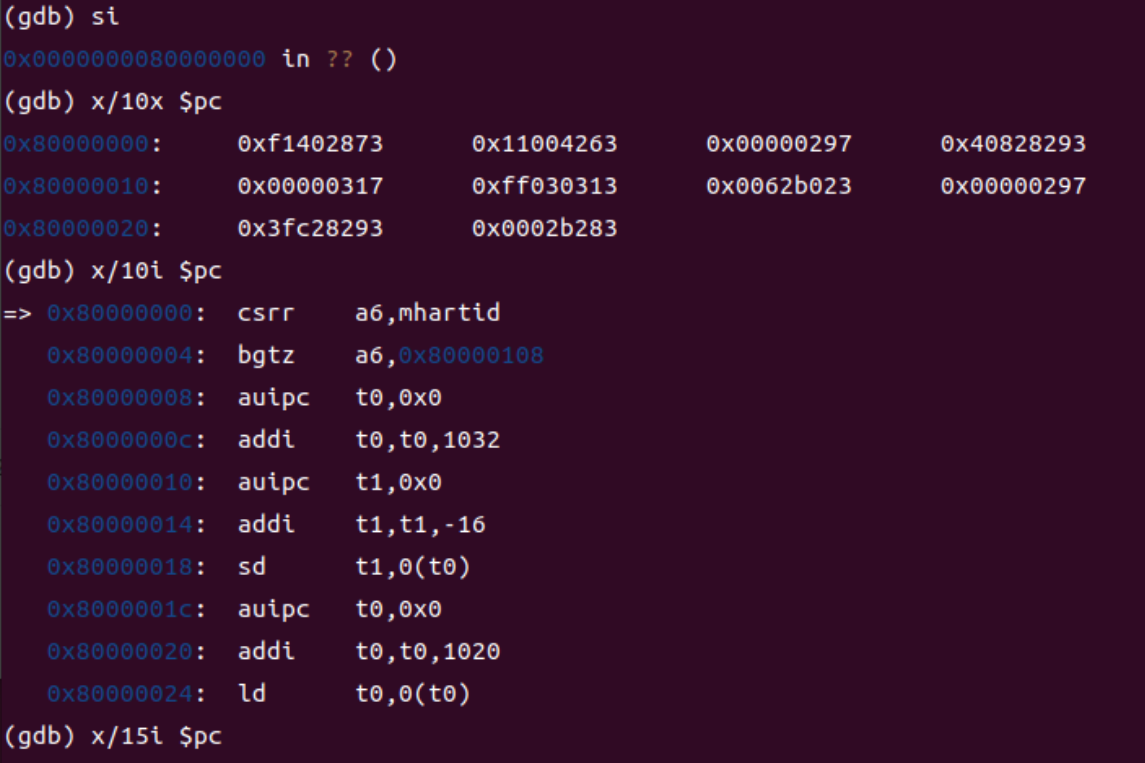 (gdb) si
0x0000000080000000 in ?? ()
(gdb) x/10x $pc
0x80000000:     0xf1402873      0x11004263      0x00000297      0x40828293
0x80000010:     0x00000317      0xff030313      0x0062b023      0x00000297
0x80000020:     0x3fc28293      0x0002b283
(gdb) x/10i $pc
=> 0x80000000:  csrr    a6,mhartid
   0x80000004:  bgtz    a6,0x80000108
   0x80000008:  auipc   t0,0x0
   0x8000000c:  addi    t0,t0,1032
   0x80000010:  auipc   t1,0x0
   0x80000014:  addi    t1,t1,-16
   0x80000018:  sd      t1,0(t0)
   0x8000001c:  auipc   t0,0x0
   0x80000020:  addi    t0,t0,1020
   0x80000024:  ld      t0,0(t0)
(gdb) x/15i $pc